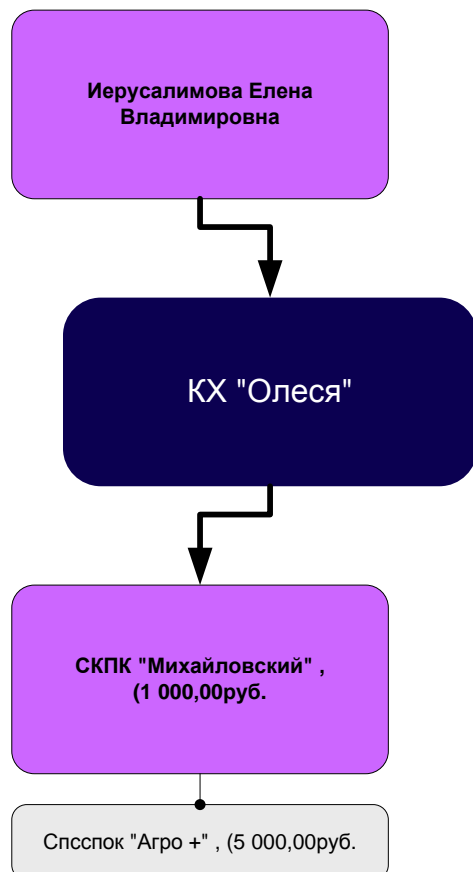 Иерусалимова Елена
Владимировна
КХ "Олеся"
СКПК "Михайловский" ,
(1 000,00руб.
Спсспок "Агро +" , (5 000,00руб.